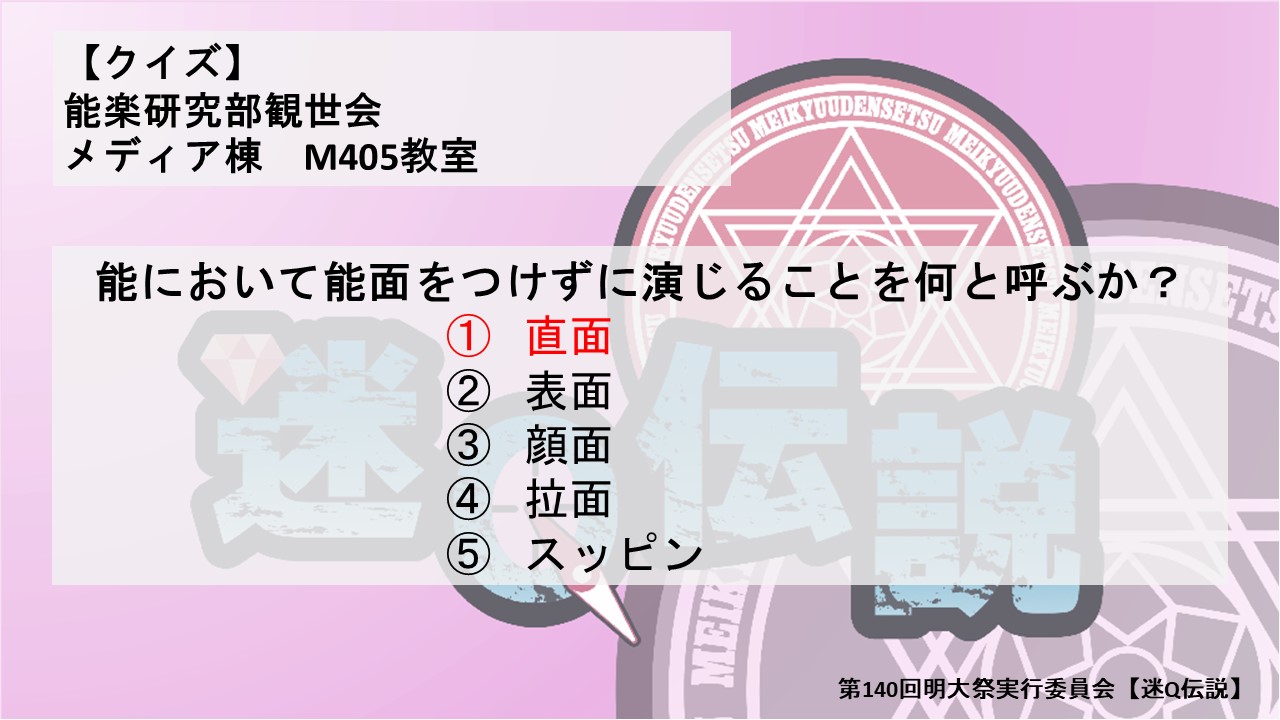 【クイズ】
能楽研究部観世会
メディア棟　M405教室
能において能面をつけずに演じることを何と呼ぶか？
①　直面
②　表面
③　顔面
④　拉面
⑤　スッピン
迷Q伝説
MEIKYUUDENSETSU MEIKYUUDENSETSU MEIKYUUDENSETSU
第140回明大祭実行委員会【迷Q伝説】